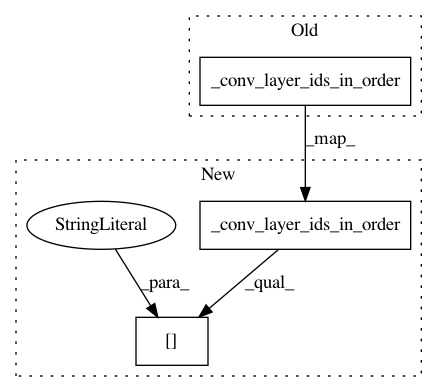 Old
_conv_layer_ids_in_order
_map_
New
StringLiteral
_conv_layer_ids_in_order
_para_
_qual_
[]